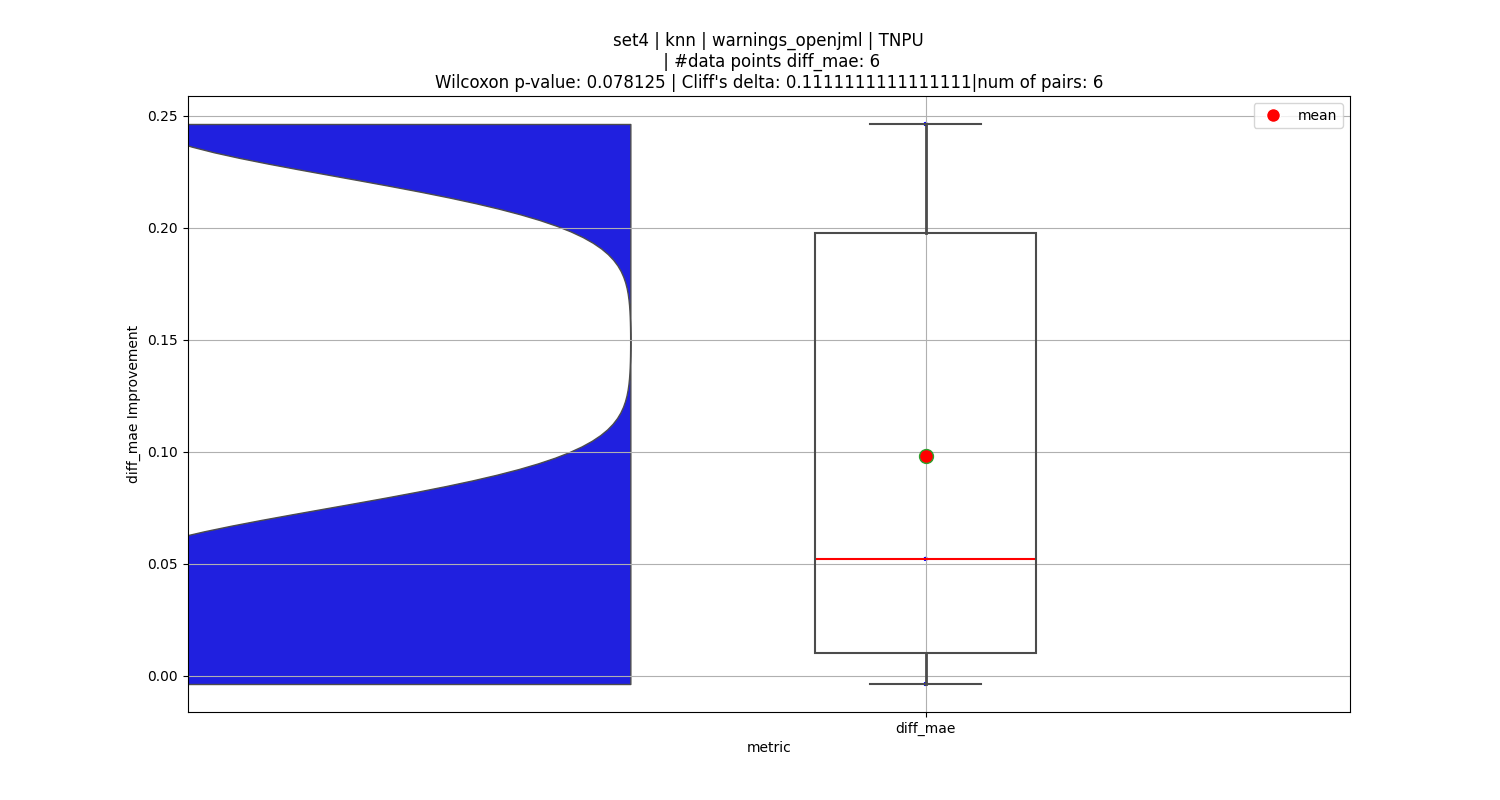 set4 | knn | warnings_openjml | TNPU
| #data points diff_mae: 6
Wilcoxon p-value: 0.078125 | Cliff's delta: 0.1111111111111111|num of pairs: 6
mean
0.25
0.20
0.15
0.10
0.05
0.00
diff_mae Improvement
diff_mae
metric